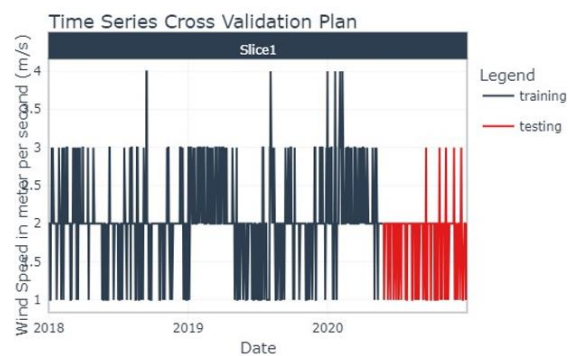 Time Series Cross Validation Plan
Slice1
Wind Speed in meter per second (m/s)
4
3.5
3
2.5
2
1.5
1
2018
2019
2020
Date
Legend
training
testing